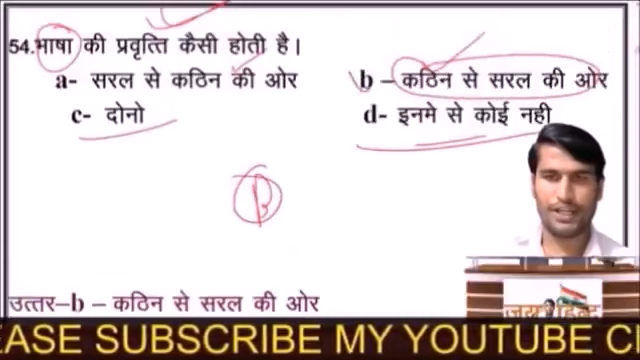 54.भाषा की प्रवृत्ति कैसी होती है।
a- सरल से कठिन की ओर b – कठिन से सरल की ओर
c- दोनो d- इनमे से कोई नही
B
उत्तर–b – कठिन से सरल की ओर
जय हिन्द
EASE SUBSCRIBE MY YOUTUBE C